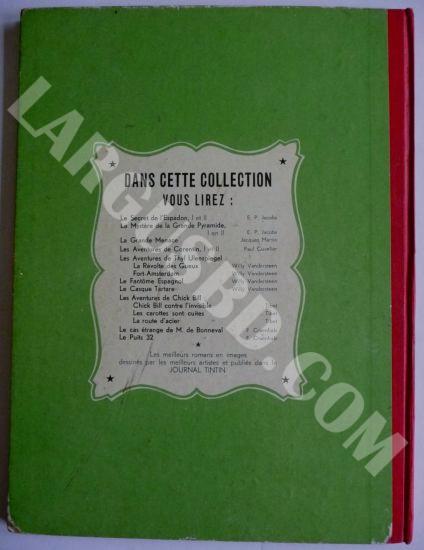 DANS CETTE COLLECTION
VOUS LIREZ :
Le Secret de l'Espadon, I et II E. P. Jacobs
Le Mystère de la Grande Pyramide,
I et II E. P. Jacobs
La Grande Menace Jacques Martin
Les Aventures de Corentin, I et II Paul Cuvelier
Les Aventures de Thyl Ulenspiegel
La Révolte des Gueux Willy Vandersteen
Fort-Amsterdam Willy Vandersteen
Le Fantôme Espagnol Willy Vandersteen
Le Casque Tartare Willy Vandersteen
Les Aventures de Chick Bill
Chick Bill contre l'invisible Tibet
Les carottes sont cuites Tibet
La route d'acier Tibet
Le cas étrange de M. de Bonneval F. Craenhals
Le Puits 32 F. Craenhals
Les meilleurs romans en images
dessinés par les meilleurs artistes et publiés dans le
JOURNAL TINTIN
LARGUSBD.COM